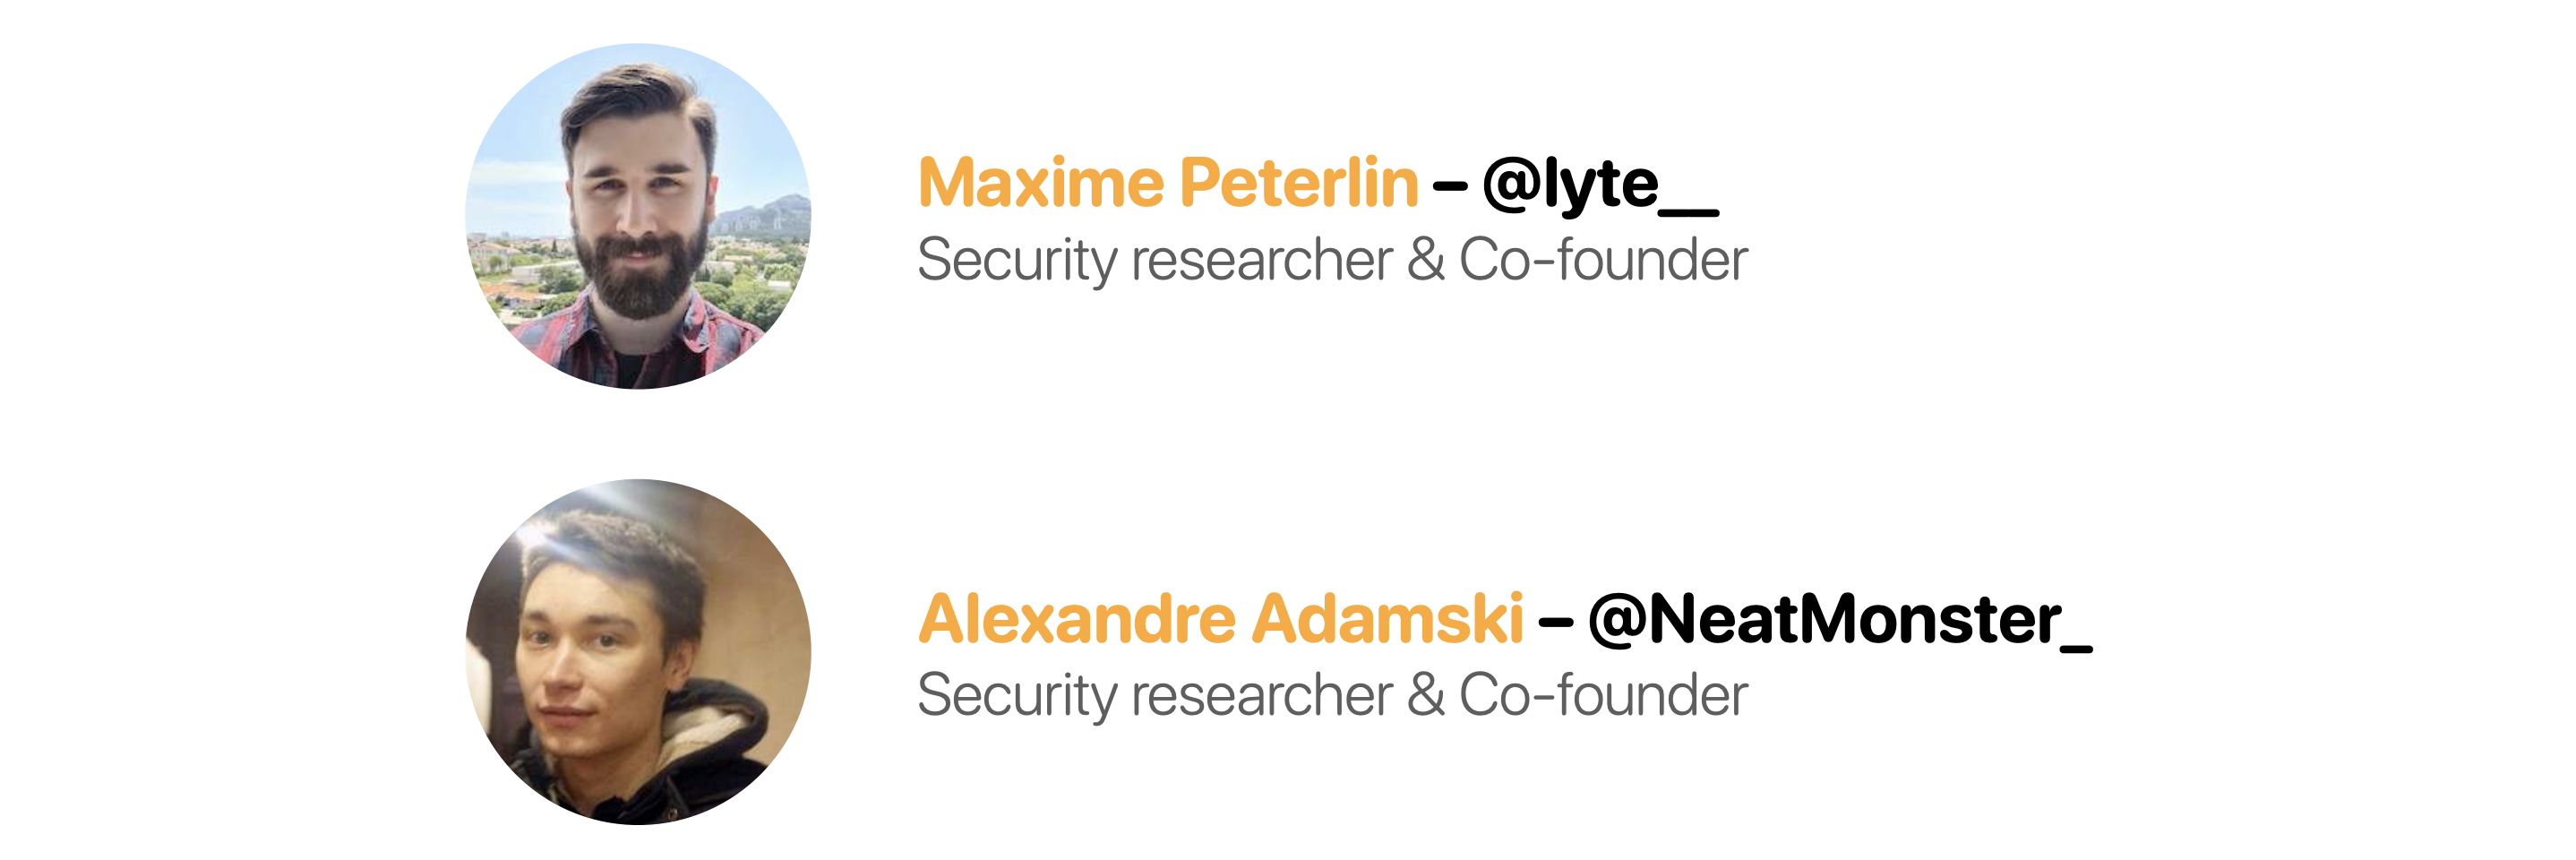 Maxime Peterlin – @lyte__
Security researcher & Co-founder
Alexandre Adamski – @NeatMonster_
Security researcher & Co-founder